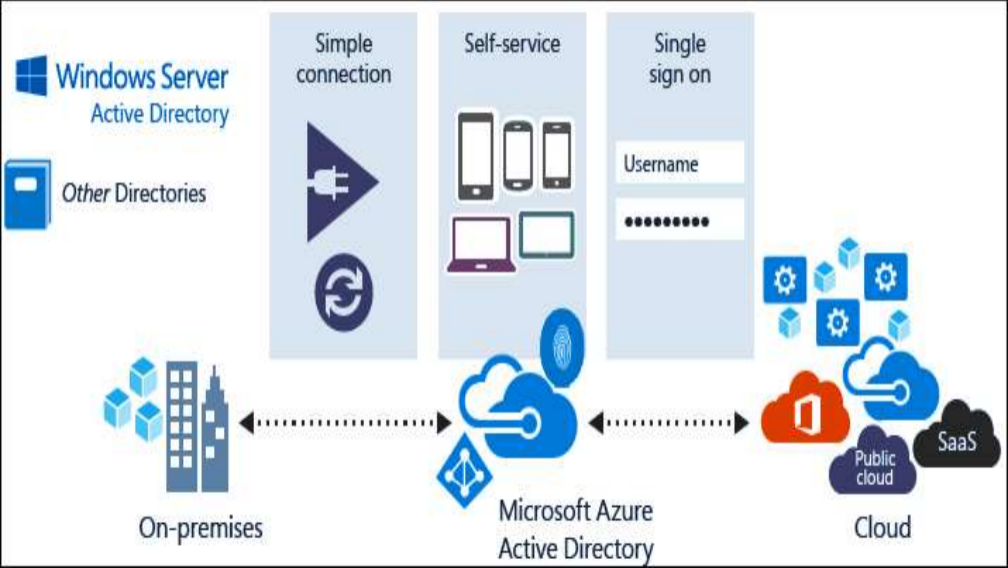 Windows Server
Active Directory
Other Directories
Simple
connection
Self-service
Single
sign on
Username
•••••••••
On-premises
Microsoft Azure
Active Directory
SaaS
Public
cloud
Cloud